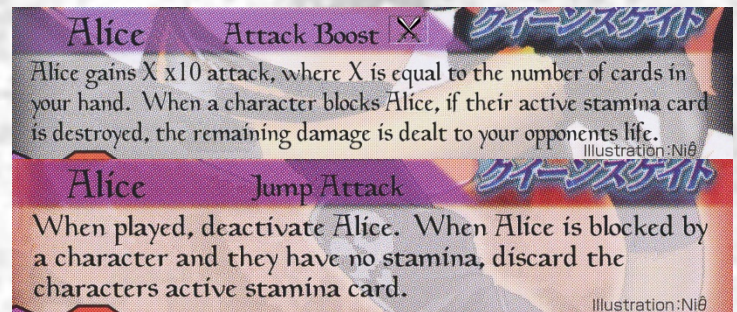 Alice Attack Boost クイーンズゲイト
Alice gains X x10 attack, where X is equal to the number of cards in
your hand. When a character blocks Alice, if their active stamina card
is destroyed, the remaining damage is dealt to your opponents life.
Illustration:Niθ
Alice Jump Attack クイーンズゲイト
When played, deactivate Alice. When Alice is blocked by
a character and they have no stamina, discard the
characters active stamina card.
Illustration:Niθ